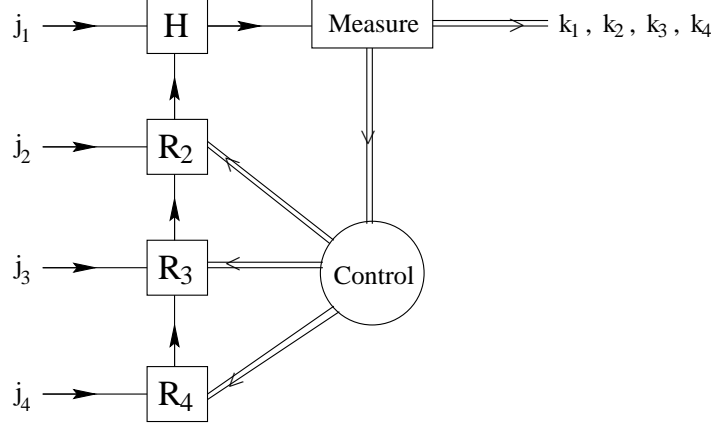 j₁ H Measure k₁ , k₂ , k₃ , k₄
j₂ R₂
j₃ R₃ Control
j₄ R₄